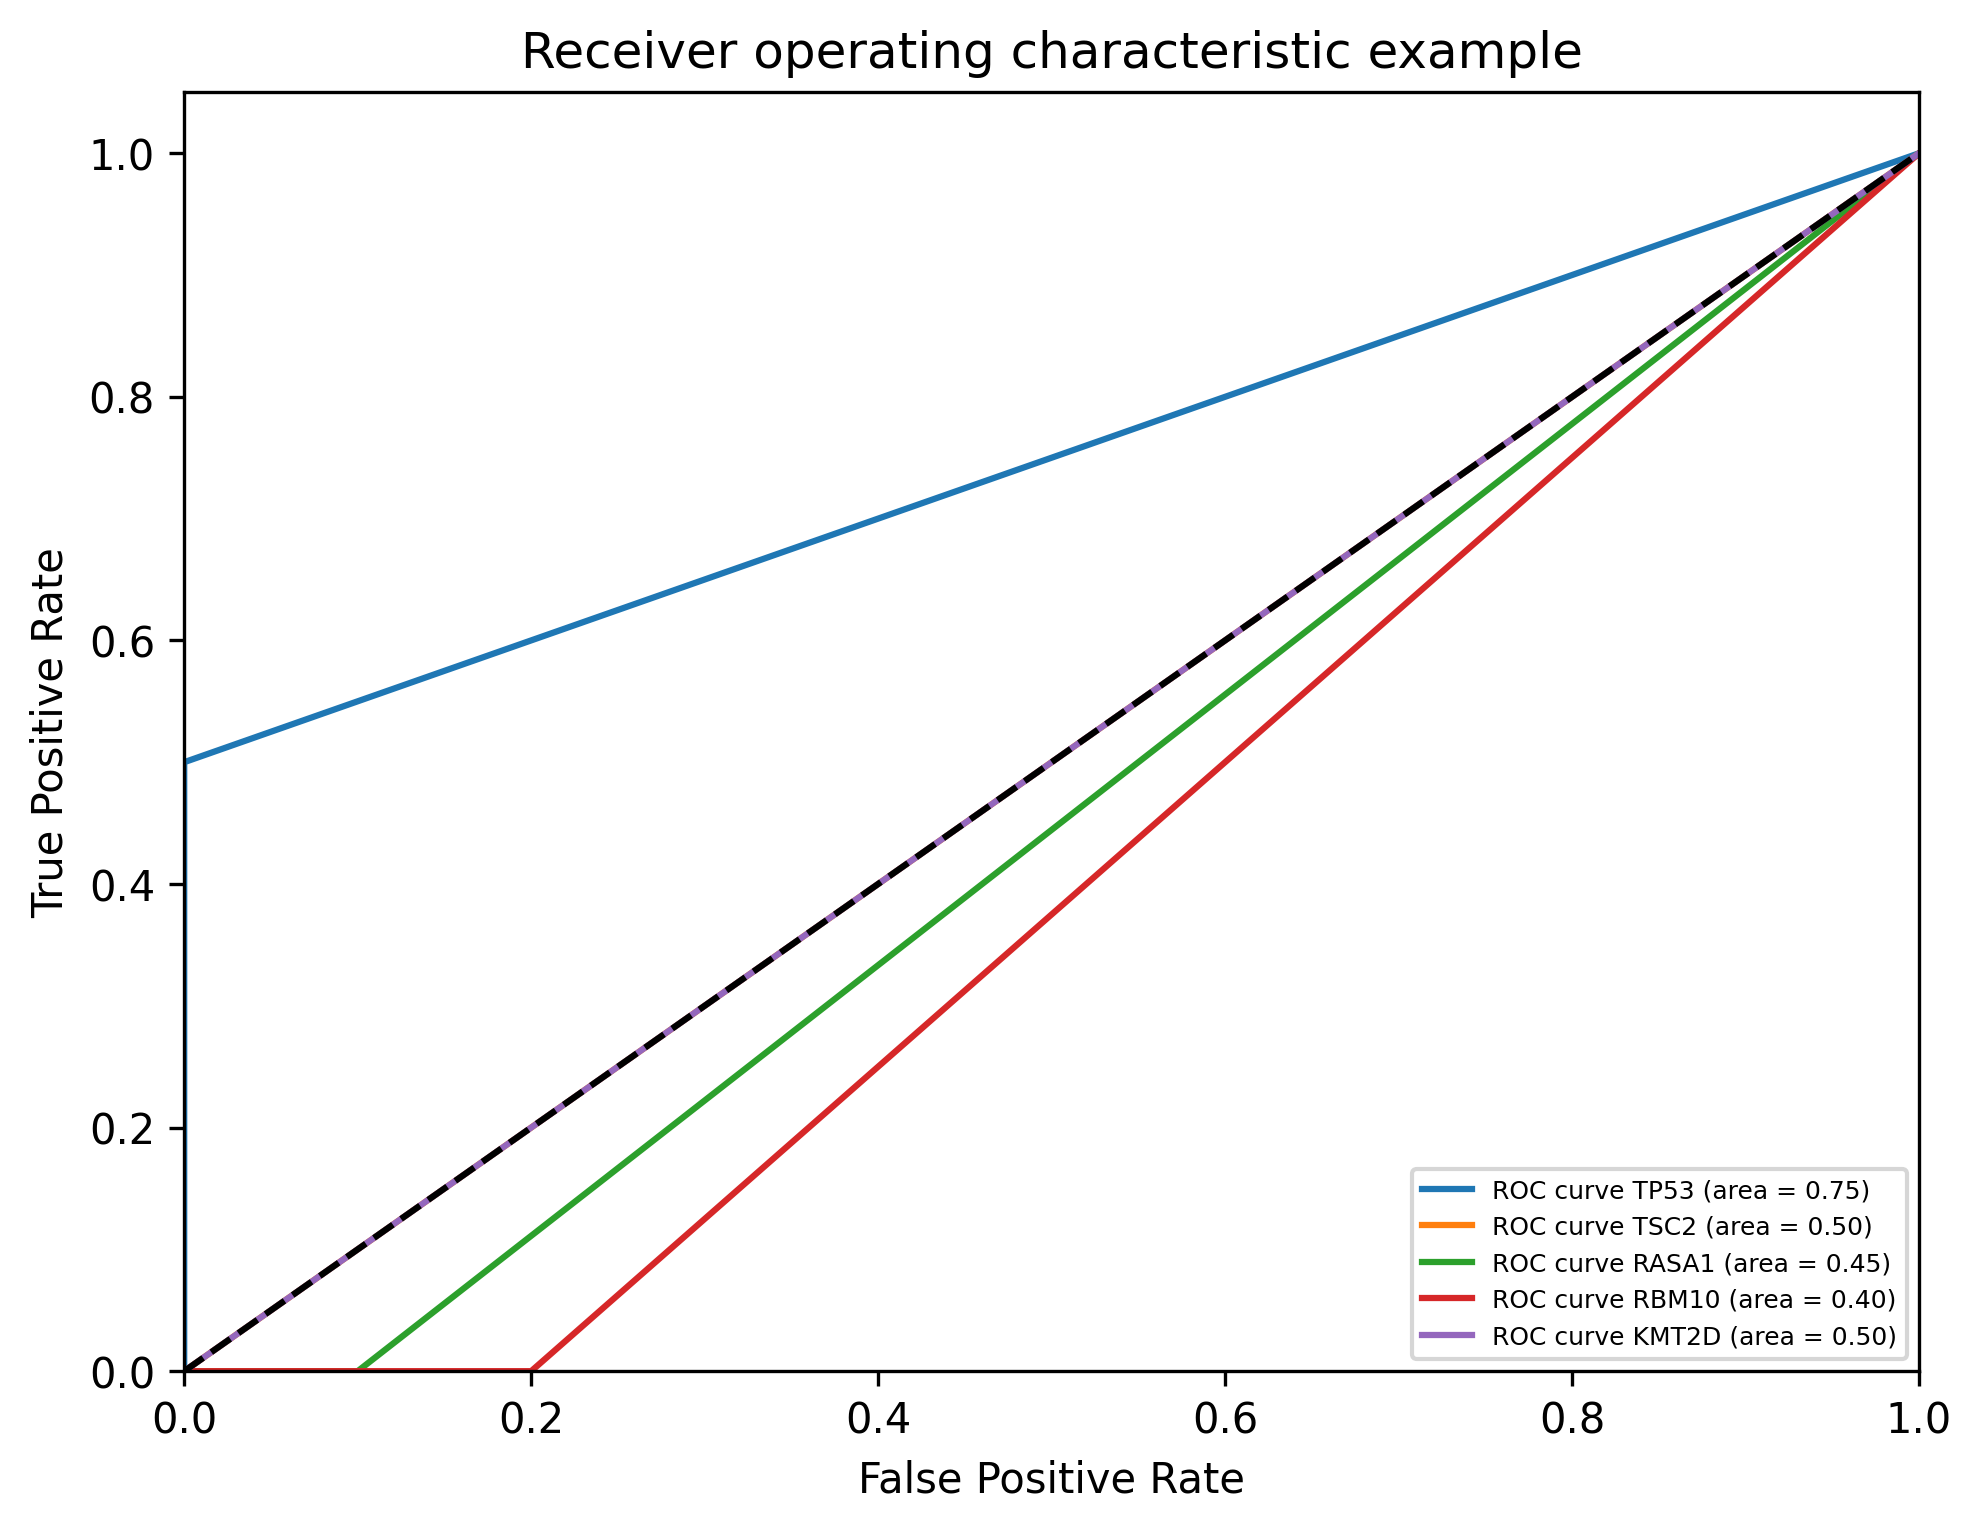 Receiver operating characteristic example
1.0
0.8
0.6
0.4
0.2
0.0
True Positive Rate
ROC curve TP53 (area = 0.75)
ROC curve TSC2 (area = 0.50)
ROC curve RASA1 (area = 0.45)
ROC curve RBM10 (area = 0.40)
ROC curve KMT2D (area = 0.50)
0.0 0.2 0.4 0.6 0.8 1.0
False Positive Rate